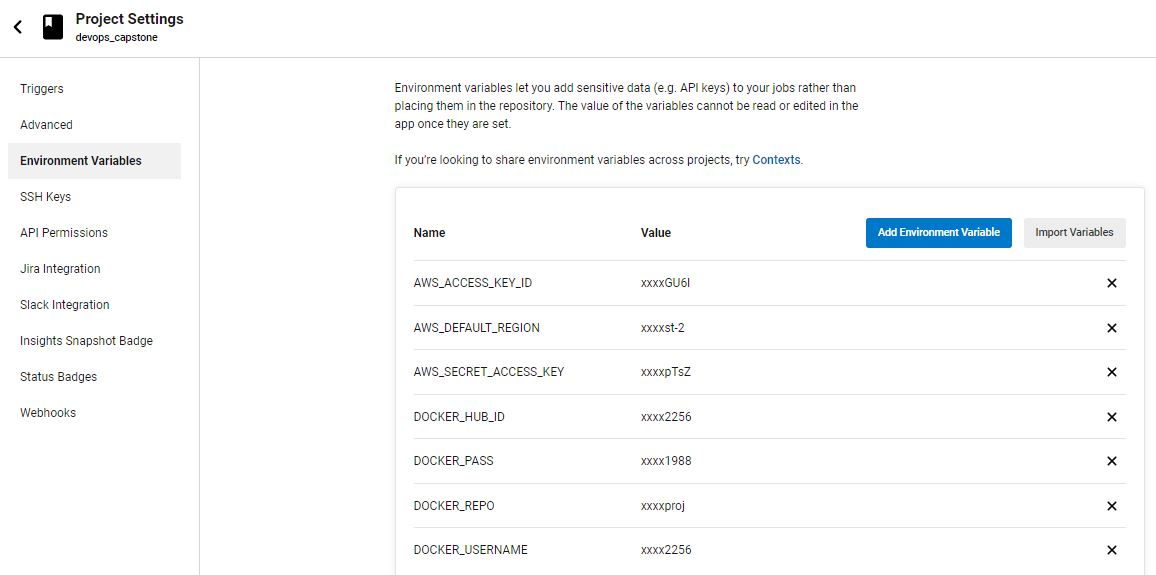 Project Settings
devops_capstone
Triggers
Advanced
Environment Variables
SSH Keys
API Permissions
Jira Integration
Slack Integration
Insights Snapshot Badge
Status Badges
Webhooks
Environment variables let you add sensitive data (e.g. API keys) to your jobs rather than
placing them in the repository. The value of the variables cannot be read or edited in the
app once they are set.
If you're looking to share environment variables across projects, try Contexts.
Name Value Add Environment Variable Import Variables
AWS_ACCESS_KEY_ID xxxxGU6I
AWS_DEFAULT_REGION xxxxst-2
AWS_SECRET_ACCESS_KEY xxxxpTsZ
DOCKER_HUB_ID xxxx2256
DOCKER_PASS xxxx1988
DOCKER_REPO xxxxproj
DOCKER_USERNAME xxxx2256